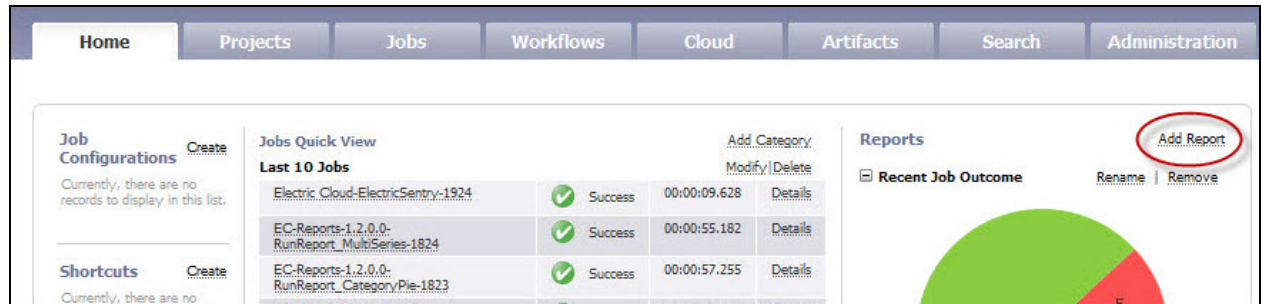 Home Projects Jobs Workflows Cloud Artifacts Search Administration
Job Configurations Create
Currently, there are no
records to display in this list.
Shortcuts Create
Currently, there are no
Jobs Quick View Add Category
Last 10 Jobs Modify | Delete
Electric Cloud-ElectricSentry-1924 Success 00:00:09.628 Details
EC-Reports-1.2.0.0-
RunReport_MultiSeries-1824 Success 00:00:55.182 Details
EC-Reports-1.2.0.0-
RunReport_CategoryPie-1823 Success 00:00:57.255 Details
Reports Add Report
Recent Job Outcome Rename | Remove